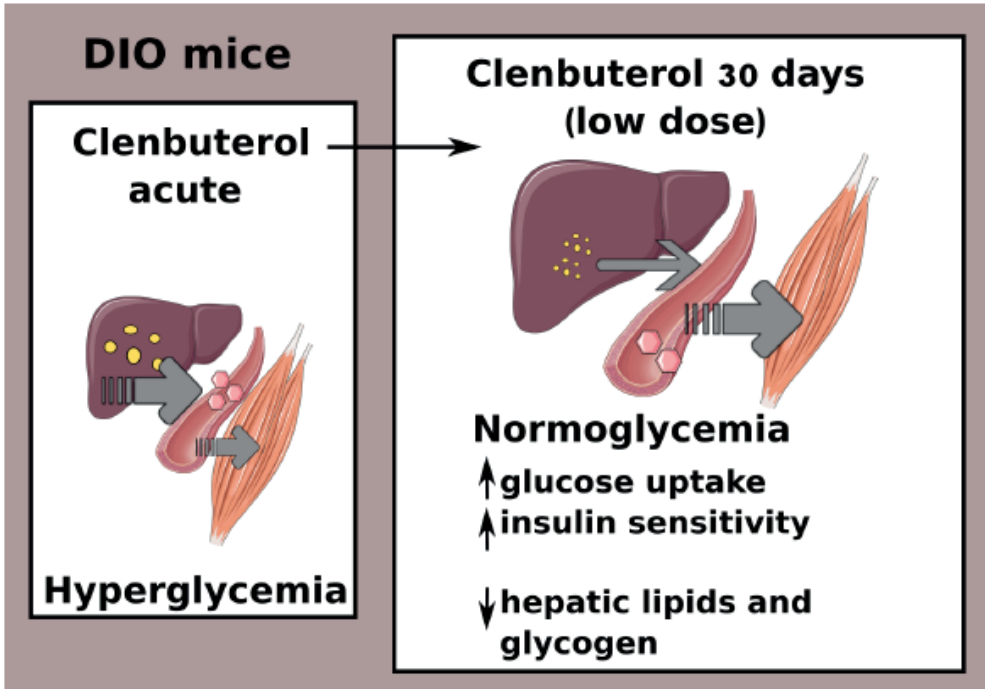 DIO mice
Clenbuterol
acute
Hyperglycemia
Clenbuterol 30 days
(low dose)
Normoglycemia
glucose uptake
insulin sensitivity
hepatic lipids and
glycogen